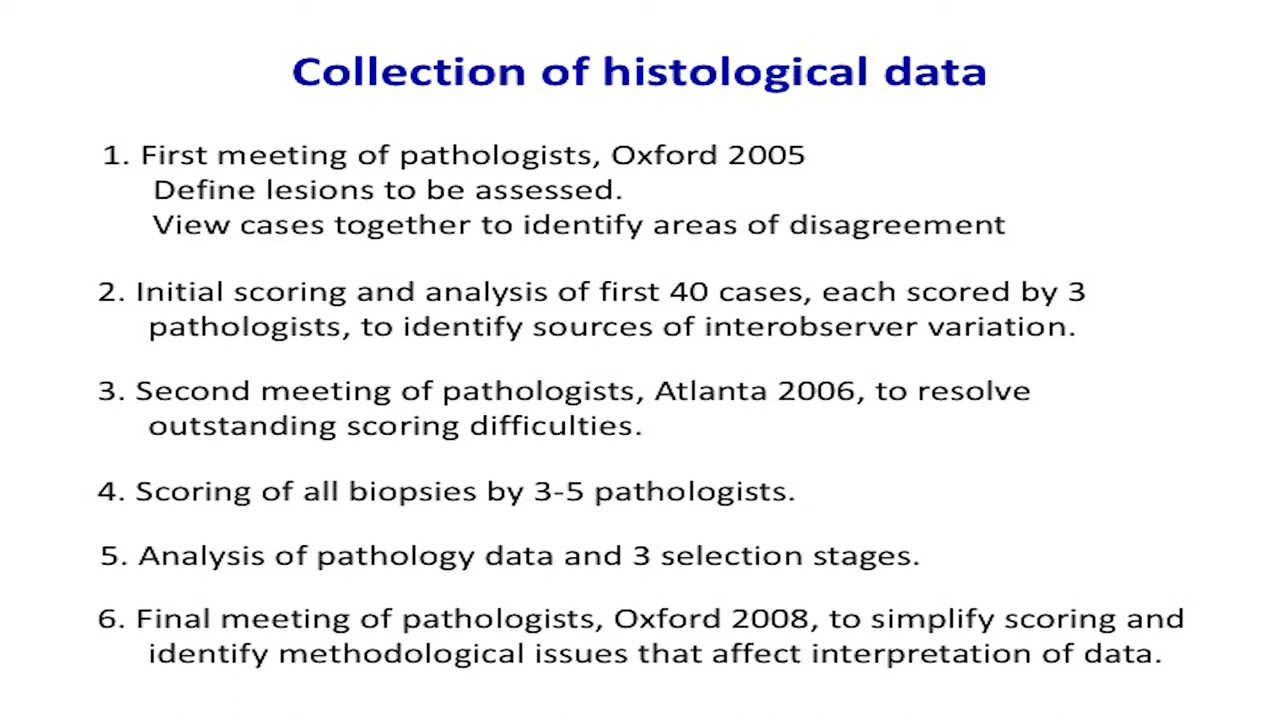 Collection of histological data
1. First meeting of pathologists, Oxford 2005
Define lesions to be assessed.
View cases together to identify areas of disagreement
2. Initial scoring and analysis of first 40 cases, each scored by 3
pathologists, to identify sources of interobserver variation.
3. Second meeting of pathologists, Atlanta 2006, to resolve
outstanding scoring difficulties.
4. Scoring of all biopsies by 3-5 pathologists.
5. Analysis of pathology data and 3 selection stages.
6. Final meeting of pathologists, Oxford 2008, to simplify scoring and
identify methodological issues that affect interpretation of data.